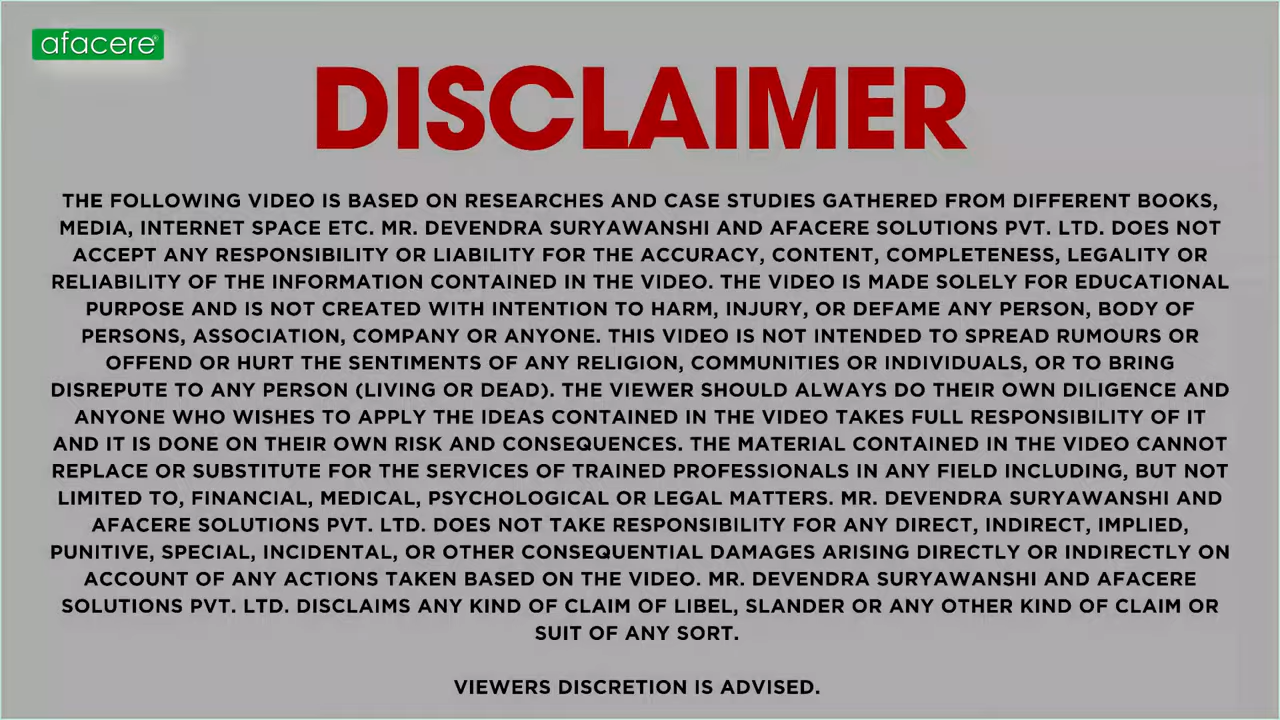 afacere®
DISCLAIMER
THE FOLLOWING VIDEO IS BASED ON RESEARCHES AND CASE STUDIES GATHERED FROM DIFFERENT BOOKS,
MEDIA, INTERNET SPACE ETC. MR. DEVENDRA SURYAWANSHI AND AFACERE SOLUTIONS PVT. LTD. DOES NOT
ACCEPT ANY RESPONSIBILITY OR LIABILITY FOR THE ACCURACY, CONTENT, COMPLETENESS, LEGALITY OR
RELIABILITY OF THE INFORMATION CONTAINED IN THE VIDEO. THE VIDEO IS MADE SOLELY FOR EDUCATIONAL
PURPOSE AND IS NOT CREATED WITH INTENTION TO HARM, INJURY, OR DEFAME ANY PERSON, BODY OF
PERSONS, ASSOCIATION, COMPANY OR ANYONE. THIS VIDEO IS NOT INTENDED TO SPREAD RUMOURS OR
OFFEND OR HURT THE SENTIMENTS OF ANY RELIGION, COMMUNITIES OR INDIVIDUALS, OR TO BRING
DISREPUTE TO ANY PERSON (LIVING OR DEAD). THE VIEWER SHOULD ALWAYS DO THEIR OWN DILIGENCE AND
ANYONE WHO WISHES TO APPLY THE IDEAS CONTAINED IN THE VIDEO TAKES FULL RESPONSIBILITY OF IT
AND IT IS DONE ON THEIR OWN RISK AND CONSEQUENCES. THE MATERIAL CONTAINED IN THE VIDEO CANNOT
REPLACE OR SUBSTITUTE FOR THE SERVICES OF TRAINED PROFESSIONALS IN ANY FIELD INCLUDING, BUT NOT
LIMITED TO, FINANCIAL, MEDICAL, PSYCHOLOGICAL OR LEGAL MATTERS. MR. DEVENDRA SURYAWANSHI AND
AFACERE SOLUTIONS PVT. LTD. DOES NOT TAKE RESPONSIBILITY FOR ANY DIRECT, INDIRECT, IMPLIED,
PUNITIVE, SPECIAL, INCIDENTAL, OR OTHER CONSEQUENTIAL DAMAGES ARISING DIRECTLY OR INDIRECTLY ON
ACCOUNT OF ANY ACTIONS TAKEN BASED ON THE VIDEO. MR. DEVENDRA SURYAWANSHI AND AFACERE
SOLUTIONS PVT. LTD. DISCLAIMS ANY KIND OF CLAIM OF LIBEL, SLANDER OR ANY OTHER KIND OF CLAIM OR
SUIT OF ANY SORT.
VIEWERS DISCRETION IS ADVISED.